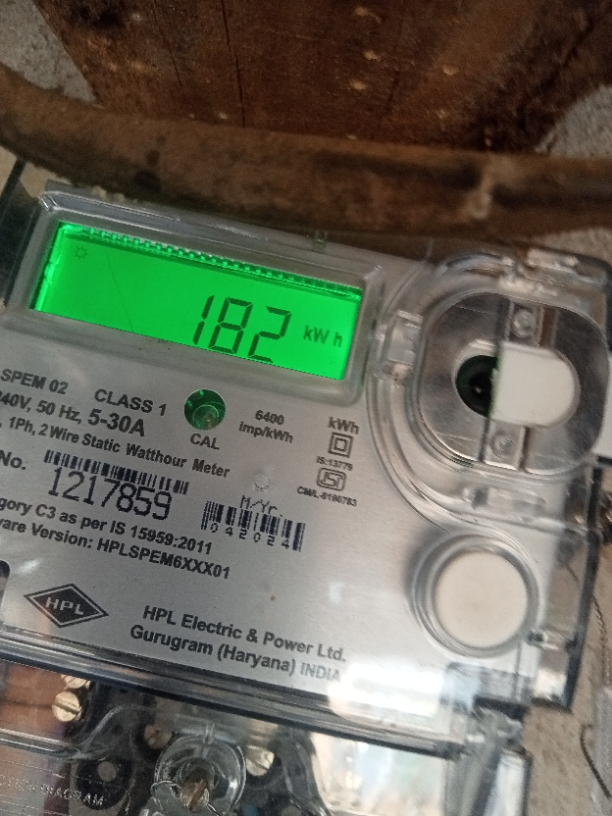 182 kWh
SPEM 02 CLASS 1
240V, 50 Hz, 5-30A
1Ph, 2 Wire Static Watthour Meter
CAL
6400
imp/kWh
kWh
IS:13779
ISI
No.
1217859
M/Yr.
042024
gory C3 as per IS 15959:2011
ware Version: HPLSPEM6XXX01
HPL
HPL Electric & Power Ltd.
Gurugram (Haryana) INDIA
DIAGRAM